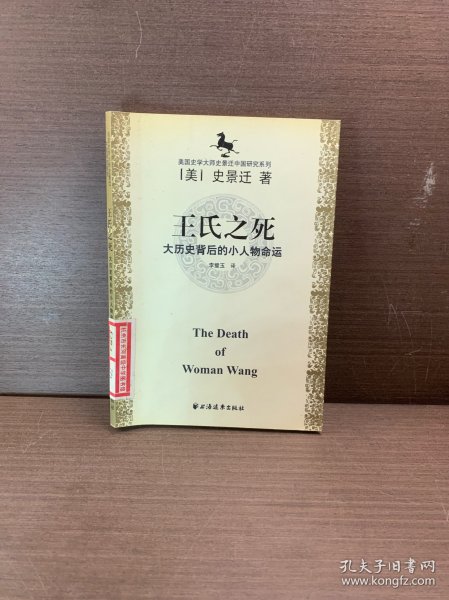 美国史学大师史景迁中国研究系列
[美] 史景迁 著
王氏之死
大历史背后的小人物命运
李璧玉 译
The Death
of
Woman Wang
上海远东出版社
孔夫子旧书网
www.kongfz.com